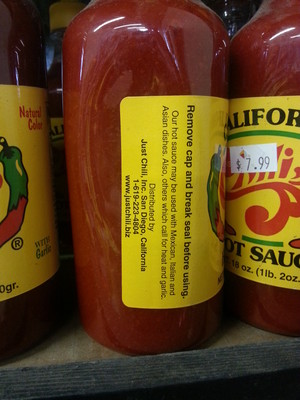 Natural
Color
®
with
Garlic
0gr.
Remove cap and break seal before using.
Our hot sauce may be used with Mexican, Italian and
Asian dishes. Also, others which call for heat and garlic.
Distributed by
Just Chili, Inc. San Diego, California
1-619-223-4804
www.justchili.biz
ALIFOR
$7.99
OT SAUC
18 oz. (1lb. 2oz.